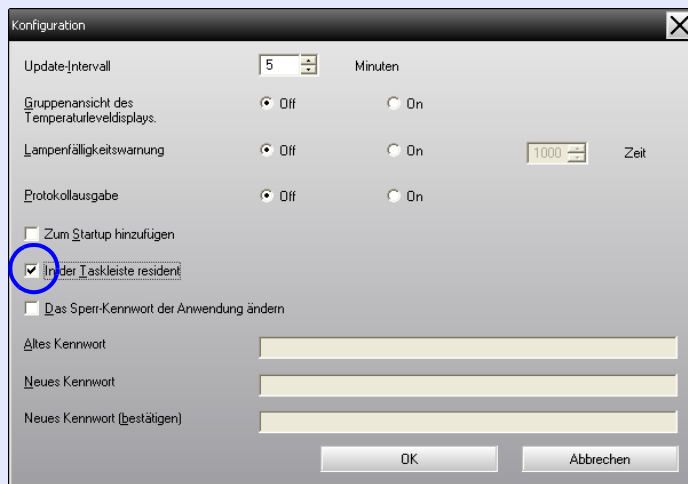 Konfiguration
Update-Intervall 5 Minuten
Gruppenansicht des
Temperaturleveldisplays. Off On
Lampenfälligkeitswarnung Off On 1000 Zeit
Protokollausgabe Off On
Zum Startup hinzufügen
In der Taskleiste resident
Das Sperr-Kennwort der Anwendung ändern
Altes Kennwort
Neues Kennwort
Neues Kennwort (bestätigen)
OK Abbrechen